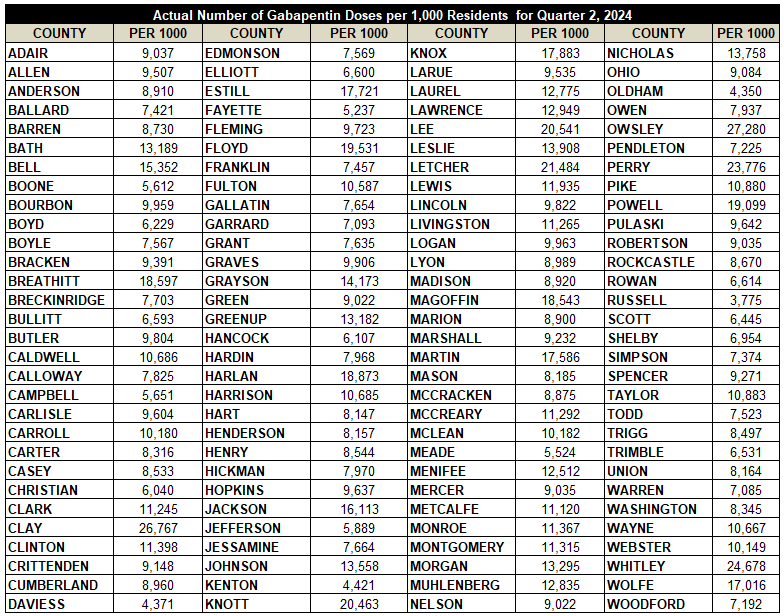 Actual Number of Gabapentin Doses per 1,000 Residents for Quarter 2, 2024
COUNTY PER 1000 COUNTY PER 1000 COUNTY PER 1000 COUNTY PER 1000
ADAIR 9,037 EDMONSON 7,569 KNOX 17,883 NICHOLAS 13,758
ALLEN 9,507 ELLIOTT 6,600 LARUE 9,535 OHIO 9,084
ANDERSON 8,910 ESTILL 17,721 LAUREL 12,775 OLDHAM 4,350
BALLARD 7,421 FAYETTE 5,237 LAWRENCE 12,949 OWEN 7,937
BARREN 8,730 FLEMING 9,723 LEE 20,541 OWSLEY 27,280
BATH 13,189 FLOYD 19,531 LESLIE 13,908 PENDLETON 7,225
BELL 15,352 FRANKLIN 7,457 LETCHER 21,484 PERRY 23,776
BOONE 5,612 FULTON 10,587 LEWIS 11,935 PIKE 10,880
BOURBON 9,959 GALLATIN 7,654 LINCOLN 9,822 POWELL 19,099
BOYD 6,229 GARRARD 7,093 LIVINGSTON 11,265 PULASKI 9,642
BOYLE 7,567 GRANT 7,635 LOGAN 9,963 ROBERTSON 9,035
BRACKEN 9,391 GRAVES 9,906 LYON 8,989 ROCKCASTLE 8,670
BREATHITT 18,597 GRAYSON 14,173 MADISON 8,920 ROWAN 6,614
BRECKINRIDGE 7,703 GREEN 9,022 MAGOFFIN 18,543 RUSSELL 3,775
BULLITT 6,593 GREENUP 13,182 MARION 8,900 SCOTT 6,445
BUTLER 9,804 HANCOCK 6,107 MARSHALL 9,232 SHELBY 6,954
CALDWELL 10,686 HARDIN 7,968 MARTIN 17,586 SIMPSON 7,374
CALLOWAY 7,825 HARLAN 18,873 MASON 8,185 SPENCER 9,271
CAMPBELL 5,651 HARRISON 10,685 MCCRACKEN 8,875 TAYLOR 10,883
CARLISLE 9,604 HART 8,147 MCCREARY 11,292 TODD 7,523
CARROLL 10,180 HENDERSON 8,157 MCLEAN 10,182 TRIGG 8,497
CARTER 8,316 HENRY 8,544 MEADE 5,524 TRIMBLE 6,531
CASEY 8,533 HICKMAN 7,970 MENIFEE 12,512 UNION 8,164
CHRISTIAN 6,040 HOPKINS 9,637 MERCER 9,035 WARREN 7,085
CLARK 11,245 JACKSON 16,113 METCALFE 11,120 WASHINGTON 8,345
CLAY 26,767 JEFFERSON 5,889 MONROE 11,367 WAYNE 10,667
CLINTON 11,398 JESSAMINE 7,664 MONTGOMERY 11,315 WEBSTER 10,149
CRITTENDEN 9,148 JOHNSON 13,558 MORGAN 13,295 WHITLEY 24,678
CUMBERLAND 8,960 KENTON 4,421 MUHLENBERG 12,835 WOLFE 17,016
DAVIESS 4,371 KNOTT 20,463 NELSON 9,022 WOODFORD 7,192